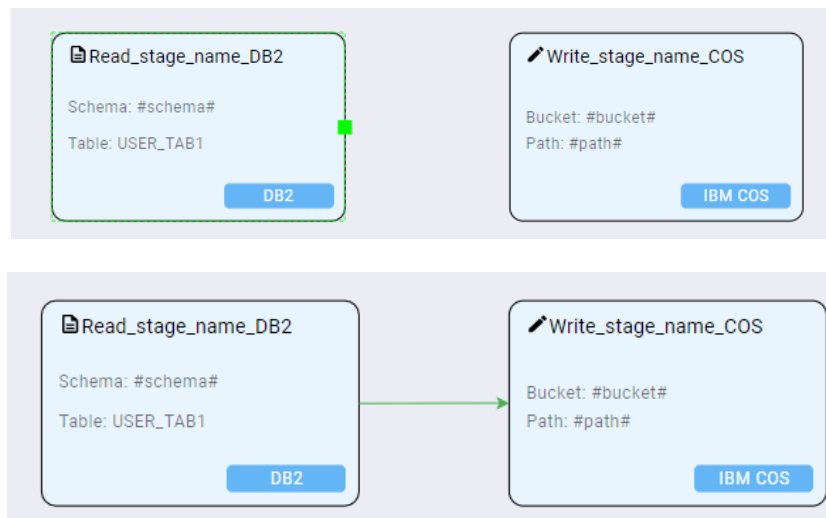 Read_stage_name_DB2
Schema: #schema#
Table: USER_TAB1
DB2
Write_stage_name_COS
Bucket: #bucket#
Path: #path#
IBM COS
Read_stage_name_DB2
Schema: #schema#
Table: USER_TAB1
DB2
Write_stage_name_COS
Bucket: #bucket#
Path: #path#
IBM COS